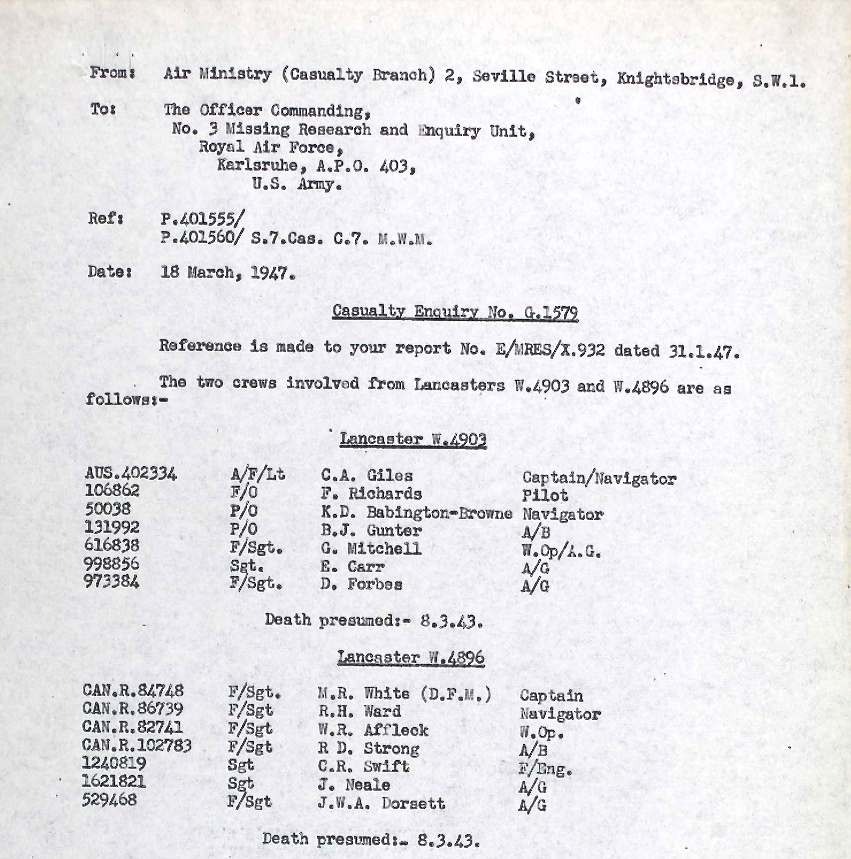 From: Air Ministry (Casualty Branch) 2, Seville Street, Knightsbridge, S.W.1.
To: The Officer Commanding,
No. 3 Missing Research and Enquiry Unit,
Royal Air Force,
Karlsruhe, A.P.O. 403,
U.S. Army.
Ref: P.401555/
P.401560/ S.7.Cas. C.7. M.W.M.
Date: 18 March, 1947.
Casualty Enquiry No. G.1579
Reference is made to your report No. E/MRES/X.932 dated 31.1.47.
The two crews involved from Lancasters W.4903 and W.4896 are as
follows:-
Lancaster W.4903
AUS.402334 A/F/Lt C.A. Giles Captain/Navigator
106862 F/O F. Richards Pilot
50038 P/O K.D. Babington-Browne Navigator
131992 P/O B.J. Gunter A/B
616838 F/Sgt. G. Mitchell W.Op/A.G.
998856 Sgt. E. Carr A/G
973384 F/Sgt. D. Forbes A/G
Death presumed:- 8.3.43.
Lancaster W.4896
CAN.R.84748 F/Sgt. M.R. White (D.F.M.) Captain
CAN.R.86739 F/Sgt R.H. Ward Navigator
CAN.R.82741 F/Sgt W.R. Affleck W.Op.
CAN.R.102783 F/Sgt R D. Strong A/B
1240819 Sgt C.R. Swift F/Eng.
1621821 Sgt J. Neale A/G
529468 F/Sgt J.W.A. Dorsett A/G
Death presumed:- 8.3.43.